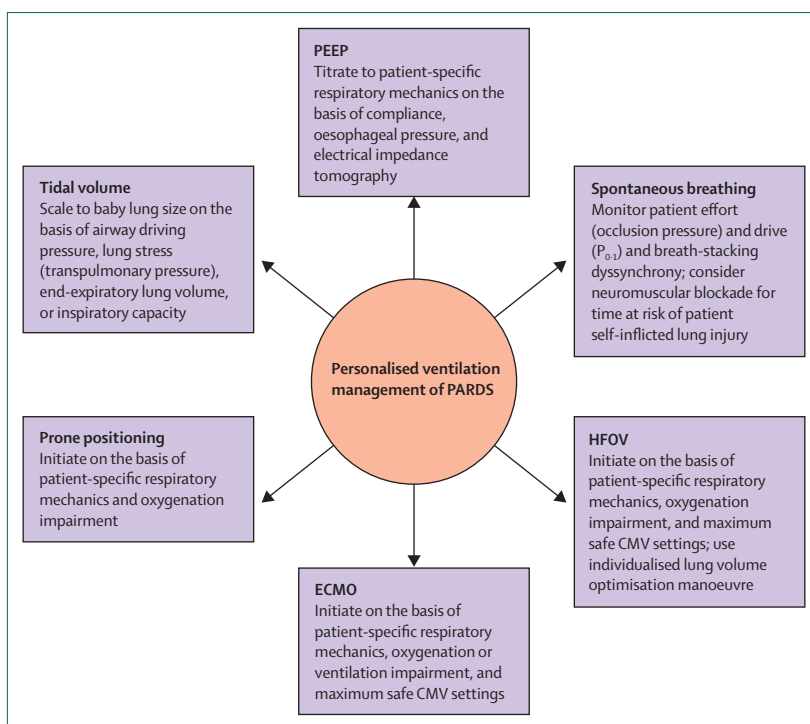 PEEP
Titrate to patient-specific
respiratory mechanics on the
basis of compliance,
oesophageal pressure, and
electrical impedance
tomography
Tidal volume
Scale to baby lung size on the
basis of airway driving
pressure, lung stress
(transpulmonary pressure),
end-expiratory lung volume,
or inspiratory capacity
Spontaneous breathing
Monitor patient effort
(occlusion pressure) and drive
(P0·1) and breath-stacking
dyssynchrony; consider
neuromuscular blockade for
time at risk of patient
self-inflicted lung injury
Personalised ventilation
management of PARDS
Prone positioning
Initiate on the basis of
patient-specific respiratory
mechanics and oxygenation
impairment
HFOV
Initiate on the basis of
patient-specific respiratory
mechanics, oxygenation
impairment, and maximum
safe CMV settings; use
individualised lung volume
optimisation manoeuvre
ECMO
Initiate on the basis of
patient-specific respiratory
mechanics, oxygenation or
ventilation impairment, and
maximum safe CMV settings